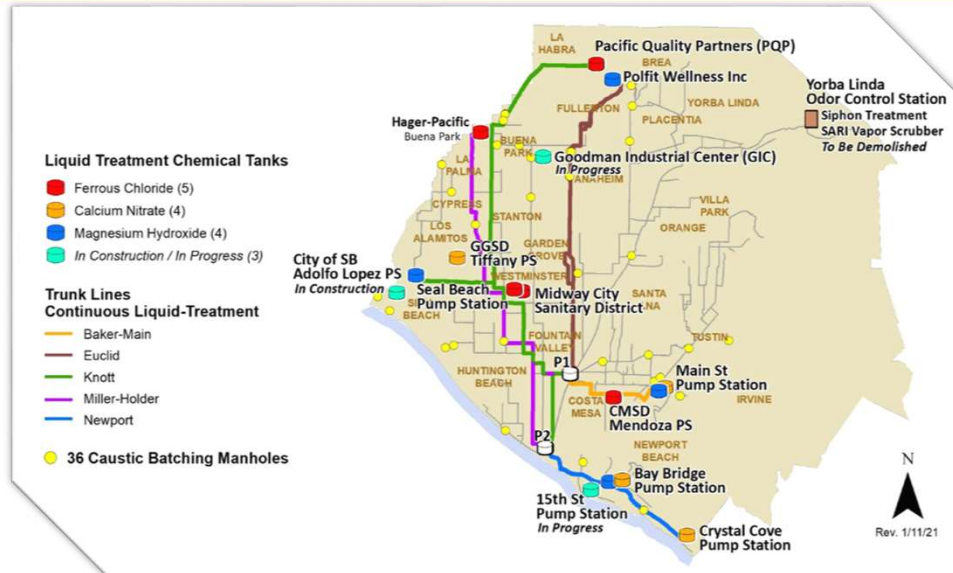 LA
HABRA
Pacific Quality Partners (PQP)
BREA
Polfit Wellness Inc
Yorba Linda
Odor Control Station
Siphon Treatment
SARI Vapor Scrubber
To Be Demolished
FULLERTON
YORBA LINDA
PLACENTIA
Hager-Pacific
Buena Park
BUENA
PARK
Goodman Industrial Center (GIC)
In Progress
ANAHEIM
LA
PALMA
CYPRESS
STANTON
VILLA
PARK
ORANGE
LOS
ALAMITOS
GARDEN
GROVE
GGSD
Tiffany PS
WESTMINSTER
City of SB
Adolfo Lopez PS
In Construction
Seal Beach
Pump Station
BEACH
Midway City
Sanitary District
SANTA
ANA
FOUNTAIN
VALLEY
TUSTIN
P1
HUNTINGTON
BEACH
Main St
Pump Station
IRVINE
COSTA
MESA
CMSD
Mendoza PS
P2
NEWPORT
BEACH
Bay Bridge
Pump Station
15th St
Pump Station
In Progress
Crystal Cove
Pump Station
Liquid Treatment Chemical Tanks
Ferrous Chloride (5)
Calcium Nitrate (4)
Magnesium Hydroxide (4)
In Construction / In Progress (3)
Trunk Lines
Continuous Liquid-Treatment
Baker-Main
Euclid
Knott
Miller-Holder
Newport
36 Caustic Batching Manholes
N
Rev. 1/11/21